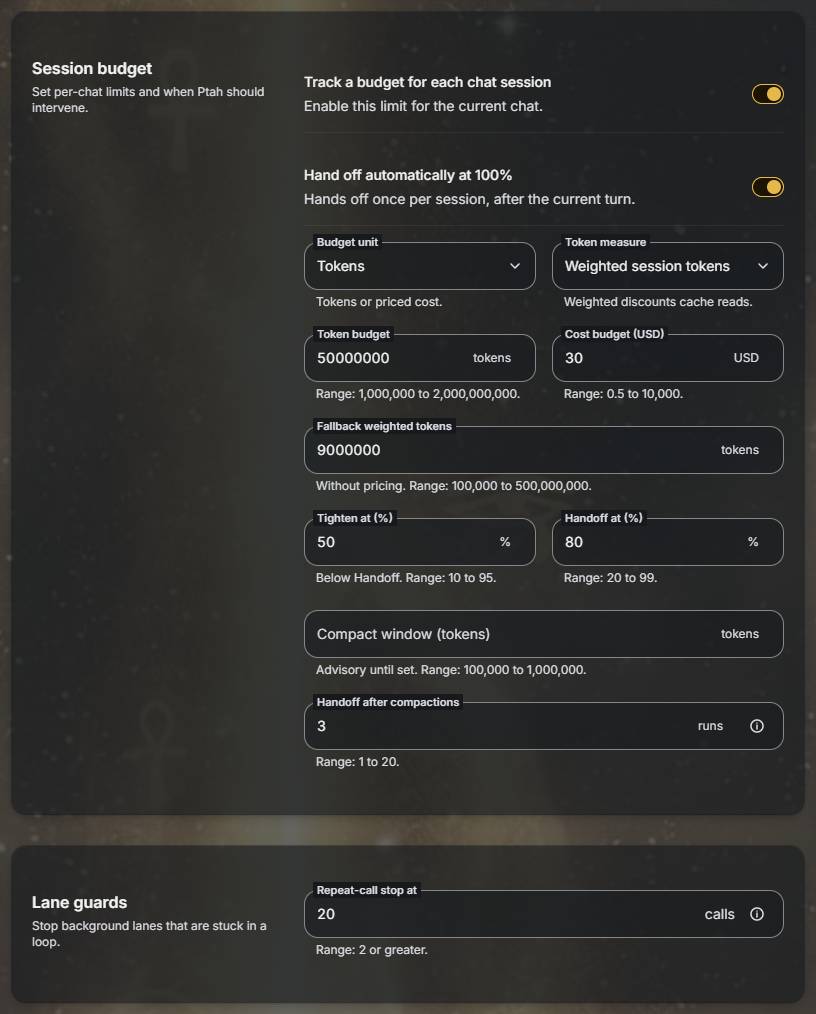 Session budget
Set per-chat limits and when Ptah should
intervene.
Track a budget for each chat session
Enable this limit for the current chat.
Hand off automatically at 100%
Hands off once per session, after the current turn.
Budget unit
Tokens
Tokens or priced cost.
Token measure
Weighted session tokens
Weighted discounts cache reads.
Token budget
50000000 tokens
Range: 1,000,000 to 2,000,000,000.
Cost budget (USD)
30 USD
Range: 0.5 to 10,000.
Fallback weighted tokens
9000000 tokens
Without pricing. Range: 100,000 to 500,000,000.
Tighten at (%)
50 %
Below Handoff. Range: 10 to 95.
Handoff at (%)
80 %
Range: 20 to 99.
Compact window (tokens) tokens
Advisory until set. Range: 100,000 to 1,000,000.
Handoff after compactions
3 runs
Range: 1 to 20.
Lane guards
Stop background lanes that are stuck in a
loop.
Repeat-call stop at
20 calls
Range: 2 or greater.